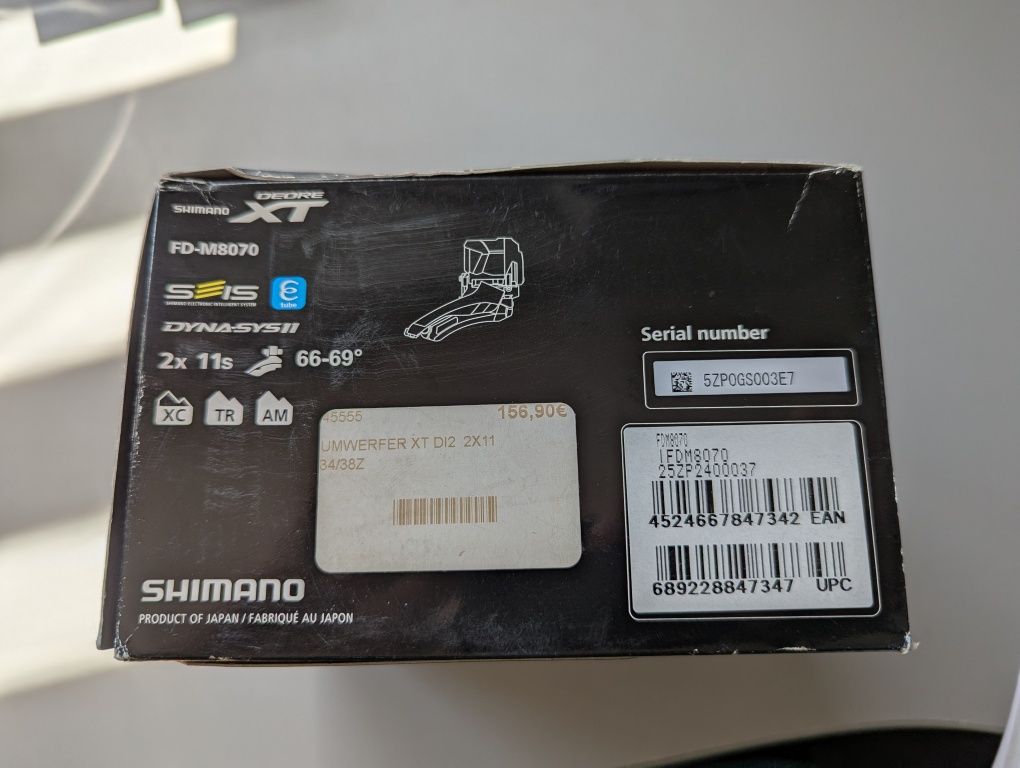 SHIMANO DEORE XT
FD-M8070
SEIS
SHIMANO ELECTRONIC INTELLIGENT SYSTEM
E tube
DYNA-SYS11
2x 11s 66-69°
XC TR AM
45555 156,90€
UMWERFER XT DI2 2X11
34/38Z
SHIMANO
PRODUCT OF JAPAN / FABRIQUÉ AU JAPON
Serial number
5ZP0GS003E7
FDM8070
1FDM8070
25ZP2400037
4524667847342 EAN
689228847347 UPC